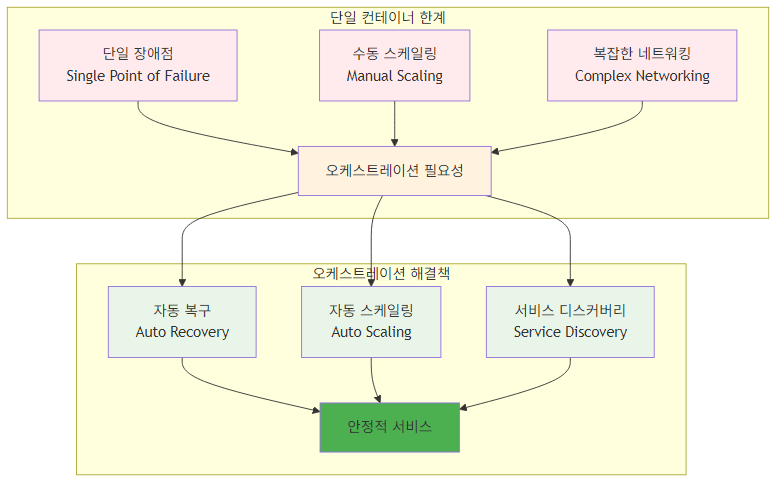 단일 컨테이너 한계
단일 장애점
Single Point of Failure
수동 스케일링
Manual Scaling
복잡한 네트워킹
Complex Networking
오케스트레이션 필요성
오케스트레이션 해결책
자동 복구
Auto Recovery
자동 스케일링
Auto Scaling
서비스 디스커버리
Service Discovery
안정적 서비스